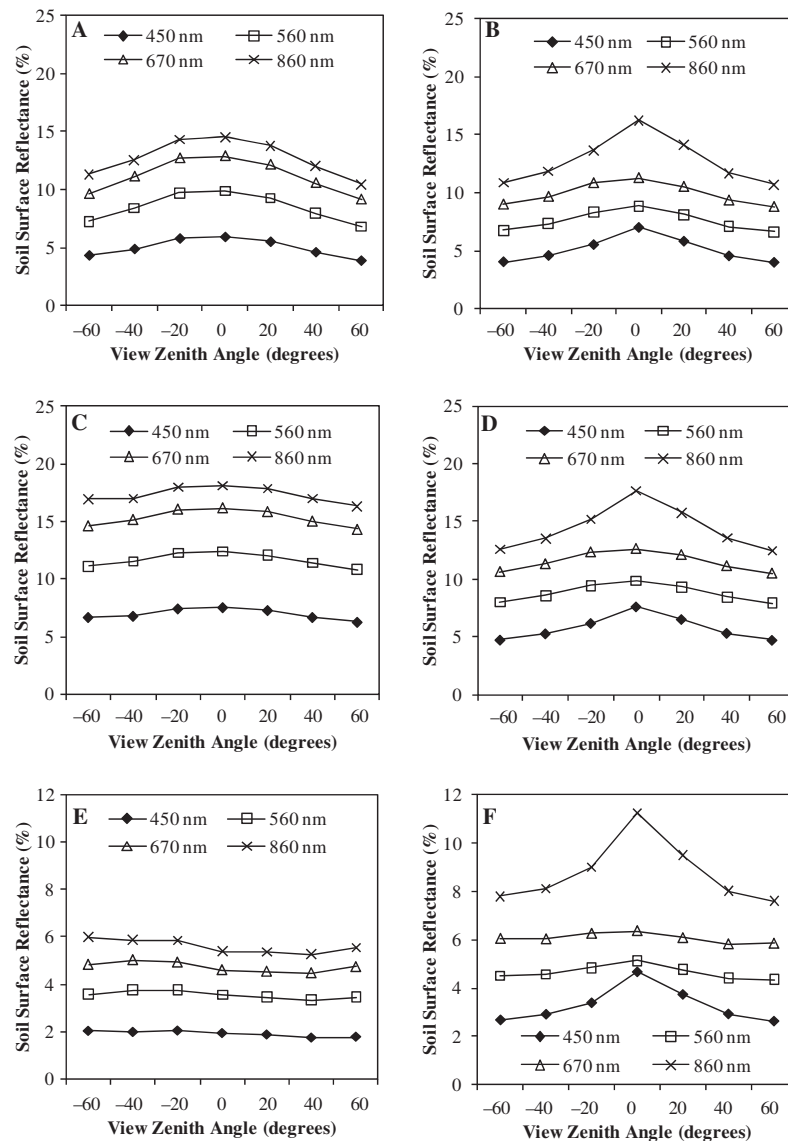 A
450 nm 560 nm
670 nm 860 nm
Soil Surface Reflectance (%)
25
20
15
10
5
0
−60 −40 −20 0 20 40 60
View Zenith Angle (degrees)
B
450 nm 560 nm
670 nm 860 nm
Soil Surface Reflectance (%)
25
20
15
10
5
0
−60 −40 −20 0 20 40 60
View Zenith Angle (degrees)
C
450 nm 560 nm
670 nm 860 nm
Soil Surface Reflectance (%)
25
20
15
10
5
0
−60 −40 −20 0 20 40 60
View Zenith Angle (degrees)
D
450 nm 560 nm
670 nm 860 nm
Soil Surface Reflectance (%)
25
20
15
10
5
0
−60 −40 −20 0 20 40 60
View Zenith Angle (degrees)
E
450 nm 560 nm
670 nm 860 nm
Soil Surface Reflectance (%)
12
10
8
6
4
2
0
−60 −40 −20 0 20 40 60
View Zenith Angle (degrees)
F
Soil Surface Reflectance (%)
12
10
8
6
4
2
0
450 nm 560 nm
670 nm 860 nm
−60 −40 −20 0 20 40 60
View Zenith Angle (degrees)